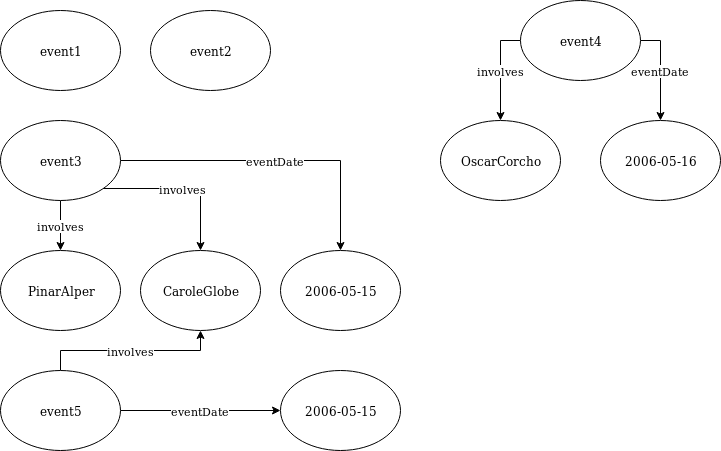 event1
event2
event4
involves
eventDate
OscarCorcho
2006-05-16
event3
eventDate
involves
involves
PinarAlper
CaroleGlobe
2006-05-15
involves
event5
eventDate
2006-05-15